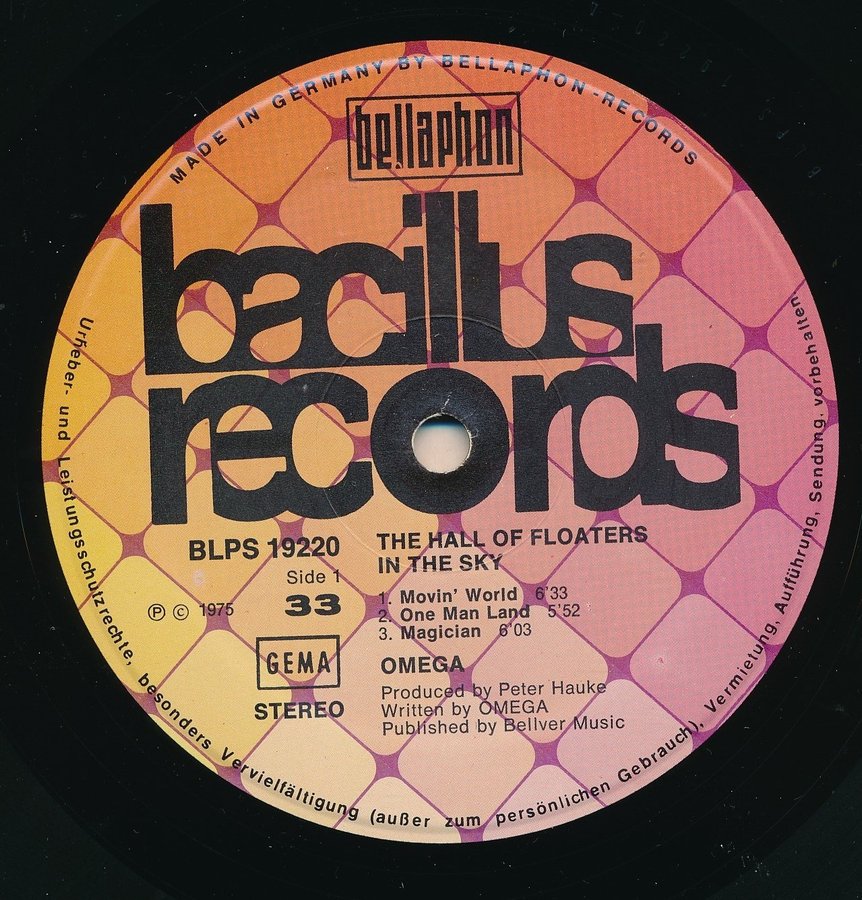 MADE IN GERMANY BY BELLAPHON-RECORDS
bellaphon
bacillus
records
BLPS 19220
Side 1
33
Ⓟ © 1975
GEMA
STEREO
THE HALL OF FLOATERS
IN THE SKY
1. Movin' World 6'33
2. One Man Land 5'52
3. Magician 6'03
OMEGA
Produced by Peter Hauke
Written by OMEGA
Published by Bellver Music
Urheber- und Leistungsschutzrechte, besonders Vervielfältigung (außer zum persönlichen Gebrauch), Vermietung, Aufführung, Sendung, vorbehalten